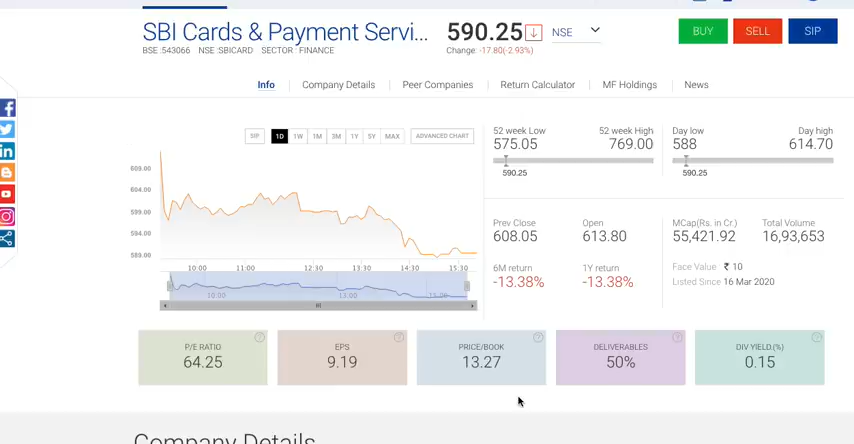 SBI Cards & Payment Servi... 590.25 NSE
BUY SELL SIP
BSE :543066 NSE :SBICARD SECTOR : FINANCE
Change: -17.80(-2.93%)
Info Company Details Peer Companies Return Calculator MF Holdings News
SIP 1D 1W 1M 3M 1Y 5Y MAX ADVANCED CHART
609.00
604.00
599.00
594.00
589.00
10:00 11:00 12:30 13:30 14:30 15:30
10:00 13:00 15:00
52 week Low 52 week High
575.05 769.00
590.25
Day low Day high
588 614.70
590.25
Prev Close Open
608.05 613.80
6M return 1Y return
-13.38% -13.38%
MCap(Rs. in Cr.) Total Volume
55,421.92 16,93,653
Face Value ₹ 10
Listed Since 16 Mar 2020
P/E RATIO
64.25
EPS
9.19
PRICE/BOOK
13.27
DELIVERABLES
50%
DIV YIELD.(%)
0.15
Company Details